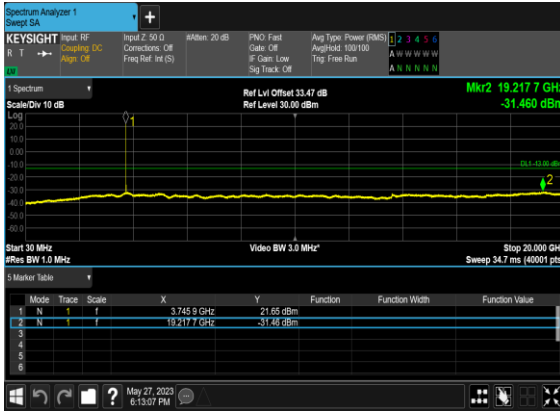 Spectrum Analyzer 1
Swept SA
+
KEYSIGHT
R T
LV
Input: RF
Coupling: DC
Align: Off
Input Z: 50 Ω
Corrections: Off
Freq Ref: Int (S)
#Atten: 20 dB
PNO: Fast
Gate: Off
IF Gain: Low
Sig Track: Off
Avg Type: Power (RMS)
Avg|Hold: 100/100
Trig: Free Run
1 2 3 4 5 6
A W W W W W
A N N N N N
1 Spectrum
Scale/Div 10 dB
Ref Lvl Offset 33.47 dB
Ref Level 30.00 dBm
Mkr2 19.217 7 GHz
-31.460 dBm
Log
20.0
10.0
0.00
-10.0
-20.0
-30.0
-40.0
-50.0
-60.0
1
DL1 -13.00 dBm
2
Start 30 MHz
#Res BW 1.0 MHz
Video BW 3.0 MHz*
Stop 20.000 GHz
Sweep 34.7 ms (40001 pts)
5 Marker Table
Mode Trace Scale X Y Function Function Width Function Value
1 N 1 f 3.745 9 GHz 21.65 dBm
2 N 1 f 19.217 7 GHz -31.46 dBm
3
4
5
6
?
May 27, 2023
6:13:07 PM